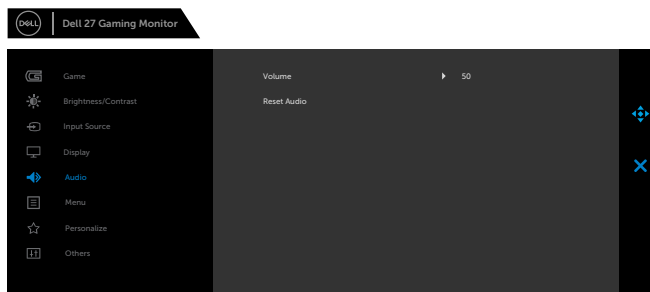 DELL
Dell 27 Gaming Monitor
Game
Volume 50
Brightness/Contrast
Reset Audio
Input Source
Display
Audio
Menu
Personalize
Others